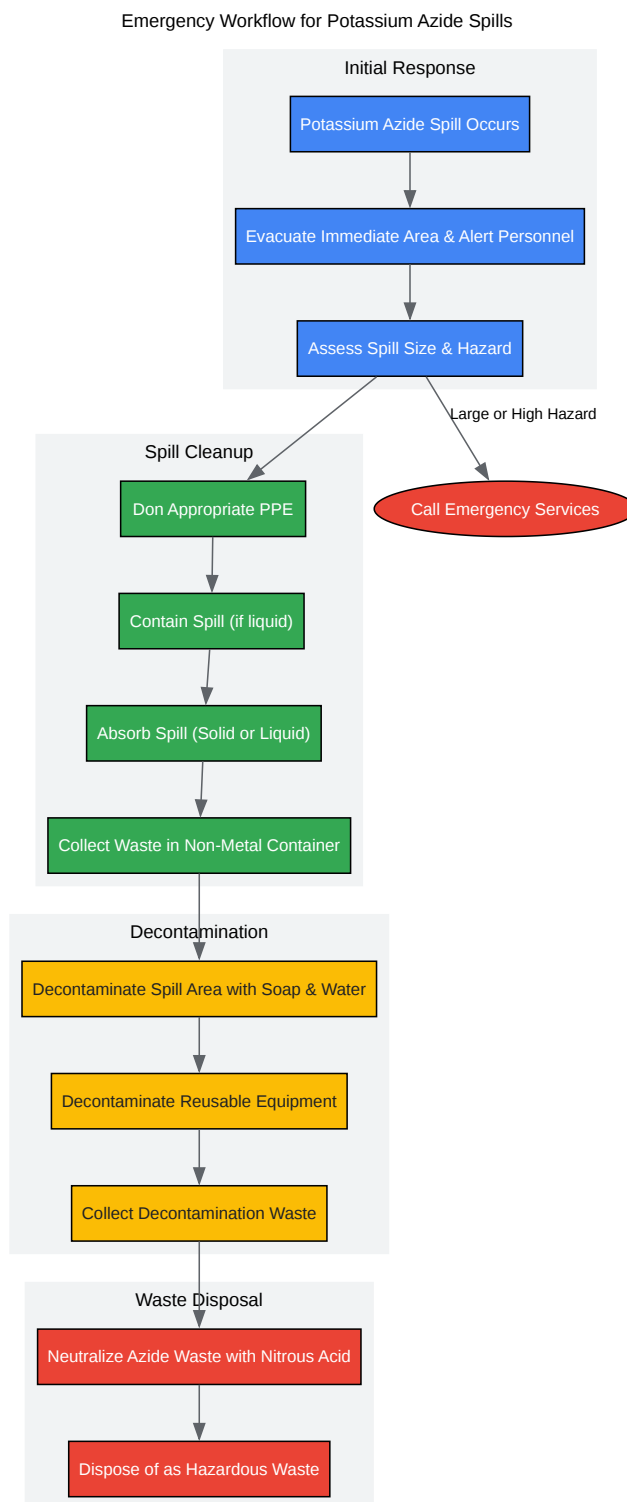 Emergency Workflow for Potassium Azide Spills
Initial Response
Potassium Azide Spill Occurs
Evacuate Immediate Area & Alert Personnel
Assess Spill Size & Hazard
Large or High Hazard
Spill Cleanup
Don Appropriate PPE
Call Emergency Services
Contain Spill (if liquid)
Absorb Spill (Solid or Liquid)
Collect Waste in Non-Metal Container
Decontamination
Decontaminate Spill Area with Soap & Water
Decontaminate Reusable Equipment
Collect Decontamination Waste
Waste Disposal
Neutralize Azide Waste with Nitrous Acid
Dispose of as Hazardous Waste